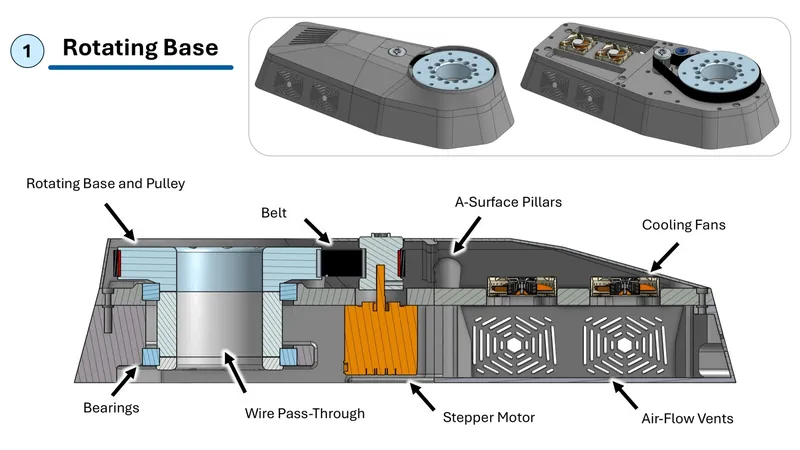 1
Rotating Base
Rotating Base and Pulley
Belt
A-Surface Pillars
Cooling Fans
Bearings
Wire Pass-Through
Stepper Motor
Air-Flow Vents